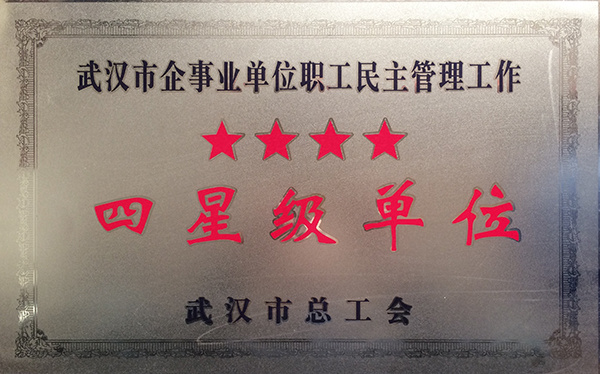 武汉市企事业单位职工民主管理工作
★★★★
四星级单位
武汉市总工会